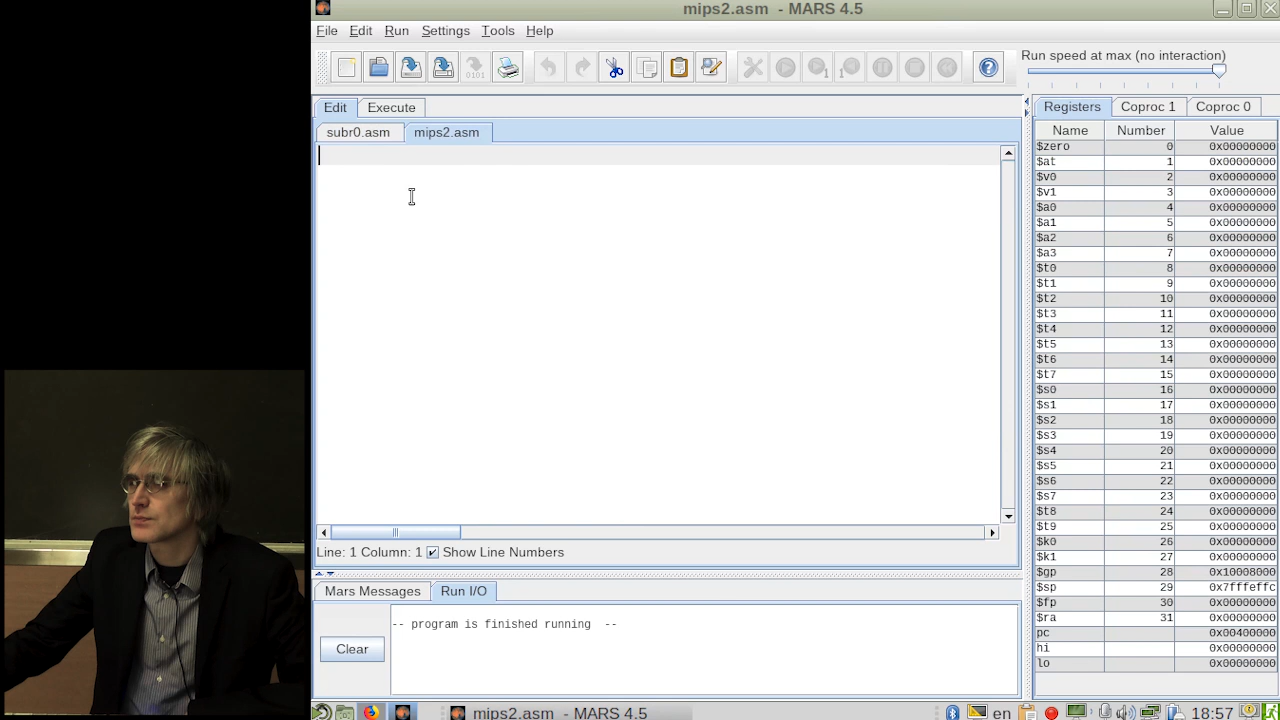 mips2.asm - MARS 4.5
File Edit Run Settings Tools Help
Run speed at max (no interaction)
Edit Execute
subr0.asm mips2.asm
Line: 1 Column: 1 Show Line Numbers
Mars Messages Run I/O
-- program is finished running --
Clear
Registers Coproc 1 Coproc 0
Name Number Value
$zero 0 0x00000000
$at 1 0x00000000
$v0 2 0x00000000
$v1 3 0x00000000
$a0 4 0x00000000
$a1 5 0x00000000
$a2 6 0x00000000
$a3 7 0x00000000
$t0 8 0x00000000
$t1 9 0x00000000
$t2 10 0x00000000
$t3 11 0x00000000
$t4 12 0x00000000
$t5 13 0x00000000
$t6 14 0x00000000
$t7 15 0x00000000
$s0 16 0x00000000
$s1 17 0x00000000
$s2 18 0x00000000
$s3 19 0x00000000
$s4 20 0x00000000
$s5 21 0x00000000
$s6 22 0x00000000
$s7 23 0x00000000
$t8 24 0x00000000
$t9 25 0x00000000
$k0 26 0x00000000
$k1 27 0x00000000
$gp 28 0x10008000
$sp 29 0x7fffeffc
$fp 30 0x00000000
$ra 31 0x00000000
pc 0x00400000
hi 0x00000000
lo 0x00000000
mips2.asm - MARS 4.5
en 18:57